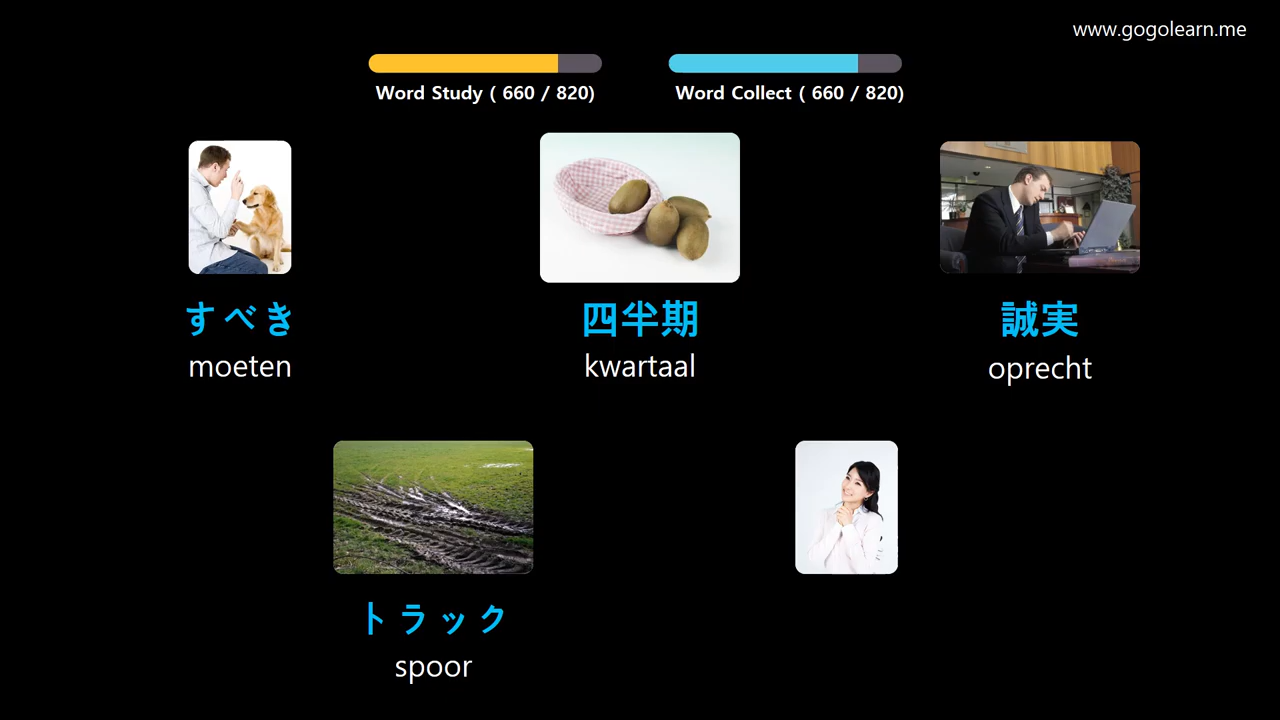 www.gogolearn.me
Word Study ( 660 / 820)
Word Collect ( 660 / 820)
すべき
moeten
四半期
kwartaal
誠実
oprecht
トラック
spoor